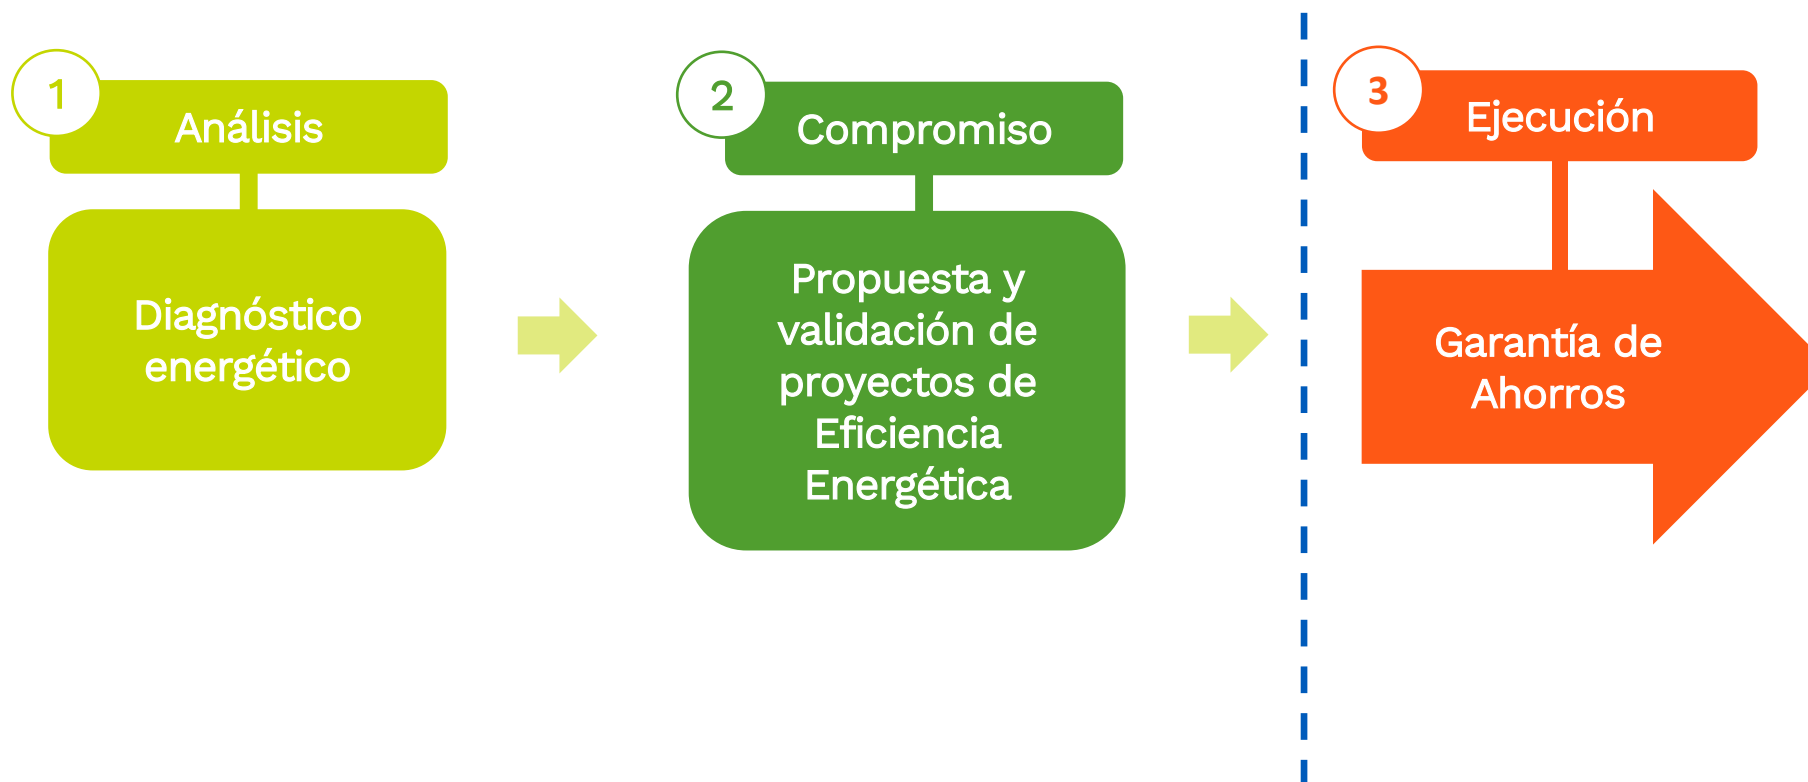 1
Análisis
Diagnóstico
energético
2
Compromiso
Propuesta y
validación de
proyectos de
Eficiencia
Energética
3
Ejecución
Garantía de
Ahorros